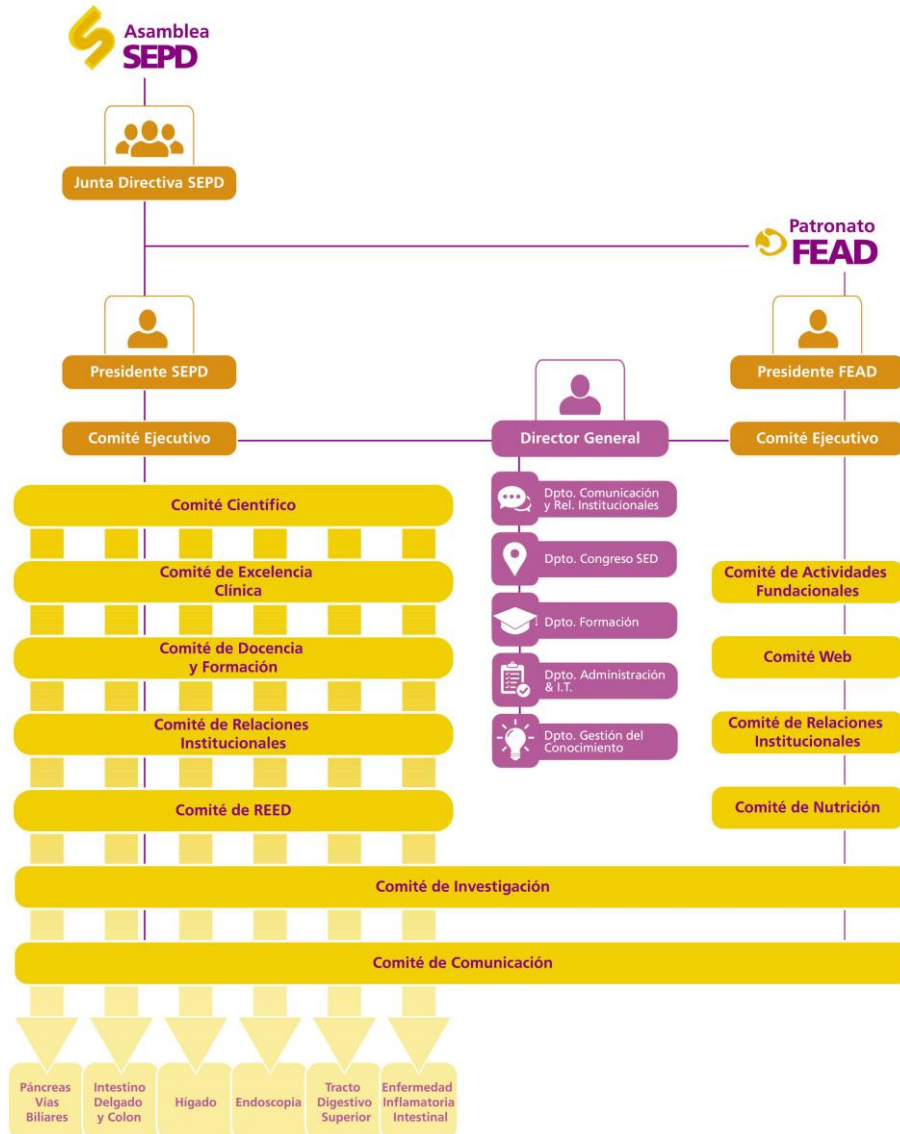 Asamblea
SEPD
Junta Directiva SEPD
Patronato
FEAD
Presidente SEPD
Presidente FEAD
Comité Ejecutivo
Director General
Comité Ejecutivo
Comité Científico
Comité de Excelencia
Clínica
Comité de Docencia
y Formación
Comité de Relaciones
Institucionales
Comité de REED
Dpto. Comunicación
y Rel. Institucionales
Dpto. Congreso SED
Dpto. Formación
Dpto. Administración
& I.T.
Dpto. Gestión del
Conocimiento
Comité de Actividades
Fundacionales
Comité Web
Comité de Relaciones
Institucionales
Comité de Nutrición
Comité de Investigación
Comité de Comunicación
Páncreas
Vías
Biliares
Intestino
Delgado
y Colon
Hígado
Endoscopia
Tracto
Digestivo
Superior
Enfermedad
Inflamatoria
Intestinal